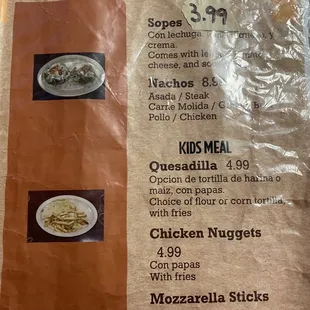 Sopes 3.99
Con lechuga, y
crema.
Comes with
cheese, and
Nachos
Asada / Steak
Carne Molida /
Pollo / Chicken
KIDS MEAL
Quesadilla 4.99
Opcion de tortilla de harina o
maiz, con papas.
Choice of flour or corn tortilla,
with fries
Chicken Nuggets
4.99
Con papas
With fries
Mozzarella Sticks